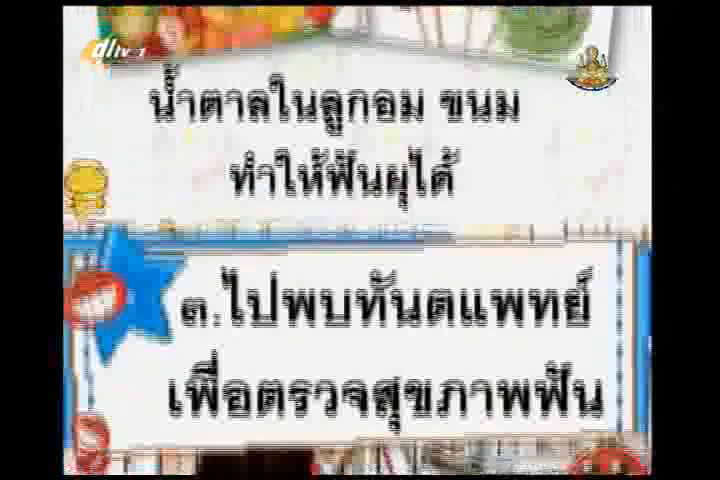 dltv 1
น้ำตาลในลูกอม ขนม
ทำให้ฟันผุได้
๓.ไปพบทันตแพทย์
เพื่อตรวจสุขภาพฟัน